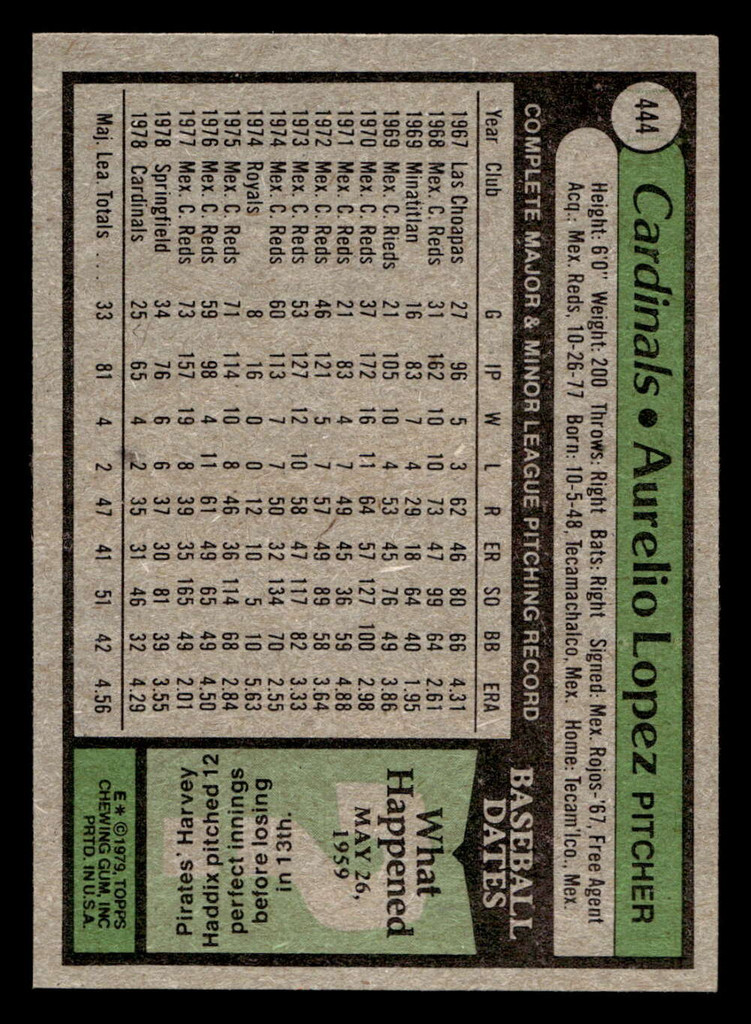 444
Cardinals • Aurelio Lopez PITCHER
Height: 6'0" Weight: 200 Throws: Right Bats: Right Signed: Mex. Rojos-'67, Free Agent
Acq.: Mex. Reds, 10-26-77 Born: 10-5-48, Tecamachalco, Mex. Home: Tecam'lco., Mex.
COMPLETE MAJOR & MINOR LEAGUE PITCHING RECORD
Year Club G IP W L R ER SO BB ERA
1967 Las Choapas 27 96 5 3 62 46 80 66 4.31
1968 Mex. C. Reds 31 162 10 10 73 47 99 64 2.61
1969 Minatitlan 16 83 7 4 29 18 64 40 1.95
1969 Mex. C. Rieds 21 105 10 4 53 45 76 49 3.86
1970 Mex. C. Reds 37 172 16 11 64 57 127 100 2.98
1971 Mex. C. Reds 21 83 4 7 49 45 36 59 4.88
1972 Mex. C. Reds 46 121 5 7 57 49 89 58 3.64
1973 Mex. C. Reds 53 127 12 10 58 47 117 82 3.33
1974 Mex. C. Reds 60 113 7 7 50 32 134 70 2.55
1974 Royals 8 16 0 0 12 10 5 10 5.63
1975 Mex. C. Reds 71 114 10 8 46 36 114 68 2.84
1976 Mex. C. Reds 59 98 4 11 61 49 65 49 4.50
1977 Mex. C. Reds 73 157 19 8 39 35 165 49 2.01
1978 Springfield 34 76 6 6 37 30 81 39 3.55
1978 Cardinals 25 65 4 2 35 31 46 32 4.29
Maj. Lea. Totals .... 33 81 4 2 47 41 51 42 4.56
BASEBALL
DATES
What
Happened
MAY 26,
1959
Pirates' Harvey
Haddix pitched 12
perfect innings
before losing
in 13th.
E* © 1979, TOPPS
CHEWING GUM, INC
PRTD. IN U.S.A.